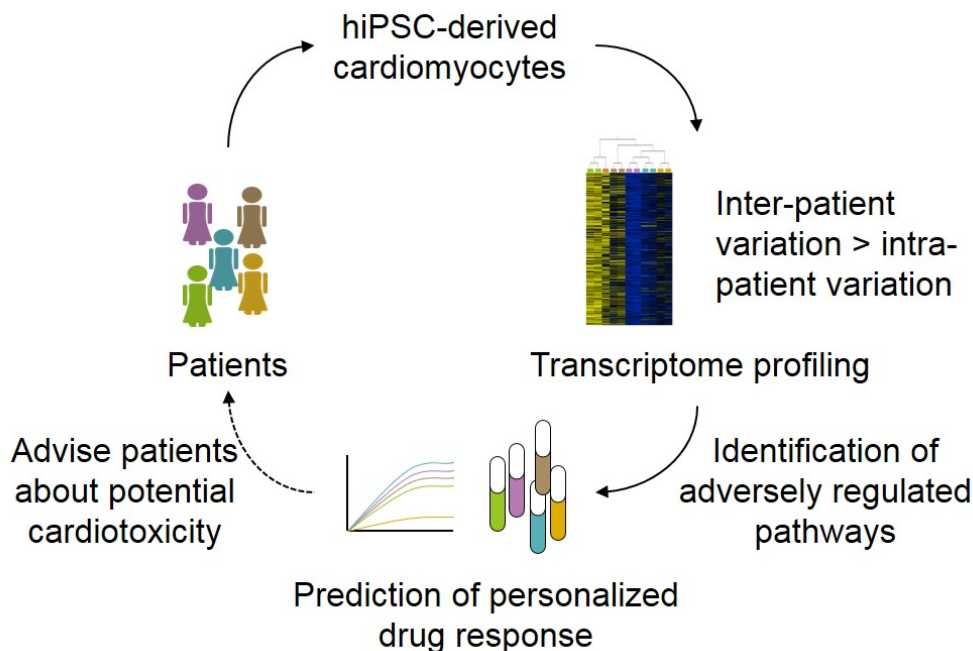 hiPSC-derived
cardiomyocytes
Inter-patient
variation > intra-
patient variation
Patients
Transcriptome profiling
Advise patients
about potential
cardiotoxicity
Identification of
adversely regulated
pathways
Prediction of personalized
drug response